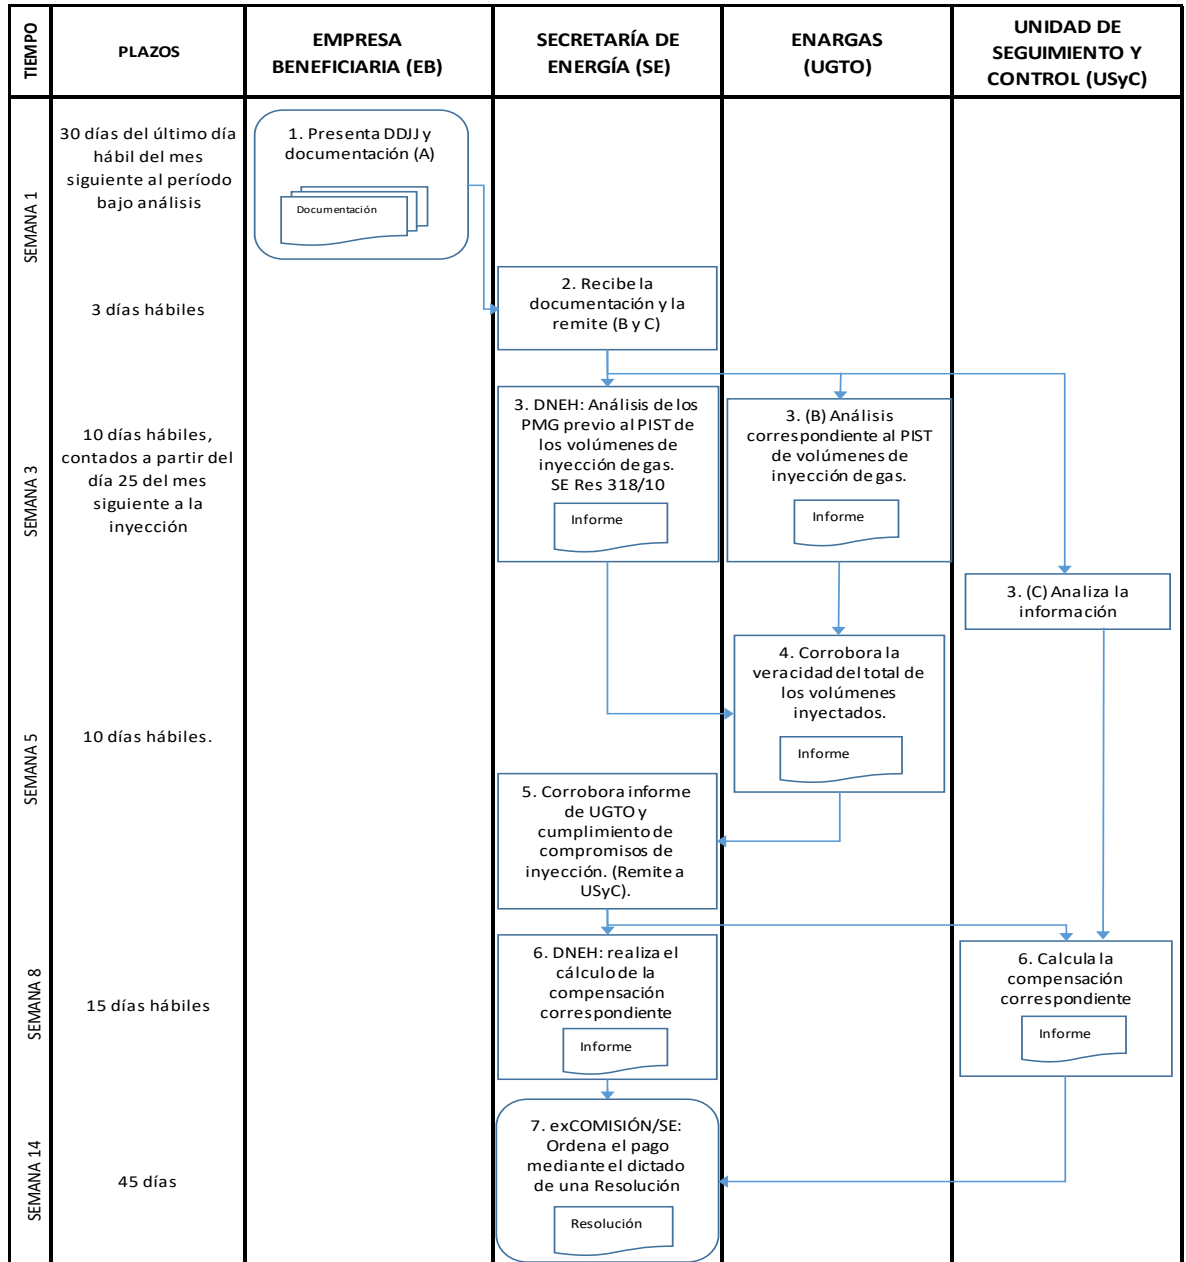 TIEMPO
PLAZOS
EMPRESA
BENEFICIARIA (EB)
SECRETARÍA DE
ENERGÍA (SE)
ENARGAS
(UGTO)
UNIDAD DE
SEGUIMIENTO Y
CONTROL (USyC)
SEMANA 1
30 días del último día
hábil del mes
siguiente al período
bajo análisis
1. Presenta DDJJ y
documentación (A)
Documentación
3 días hábiles
2. Recibe la
documentación y la
remite (B y C)
SEMANA 3
10 días hábiles,
contados a partir del
día 25 del mes
siguiente a la
inyección
3. DNEH: Análisis de los
PMG previo al PIST de
los volúmenes de
inyección de gas.
SE Res 318/10
Informe
3. (B) Análisis
correspondiente al PIST
de volúmenes de
inyección de gas.
Informe
3. (C) Analiza la
información
SEMANA 5
10 días hábiles.
4. Corrobora la
veracidad del total de
los volúmenes
inyectados.
Informe
5. Corrobora informe
de UGTO y
cumplimiento de
compromisos de
inyección. (Remite a
USyC).
SEMANA 8
15 días hábiles
6. DNEH: realiza el
cálculo de la
compensación
correspondiente
Informe
6. Calcula la
compensación
correspondiente
Informe
SEMANA 14
45 días
7. exCOMISIÓN/SE:
Ordena el pago
mediante el dictado
de una Resolución
Resolución